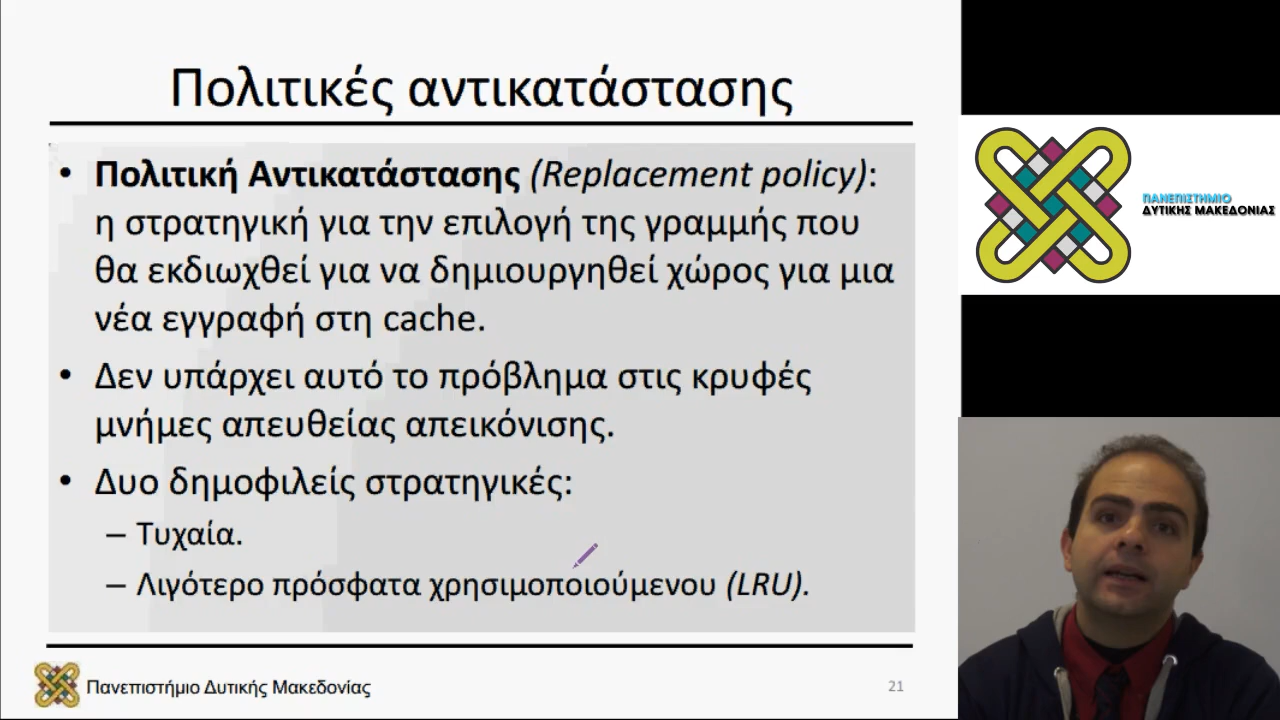 Πολιτικές αντικατάστασης
• Πολιτική Αντικατάστασης (Replacement policy):
η στρατηγική για την επιλογή της γραμμής που
θα εκδιωχθεί για να δημιουργηθεί χώρος για μια
νέα εγγραφή στη cache.
• Δεν υπάρχει αυτό το πρόβλημα στις κρυφές
μνήμες απευθείας απεικόνισης.
• Δυο δημοφιλείς στρατηγικές:
– Τυχαία.
– Λιγότερο πρόσφατα χρησιμοποιούμενου (LRU).
Πανεπιστήμιο Δυτικής Μακεδονίας
21
ΠΑΝΕΠΙΣΤΗΜΙΟ
ΔΥΤΙΚΗΣ ΜΑΚΕΔΟΝΙΑΣ